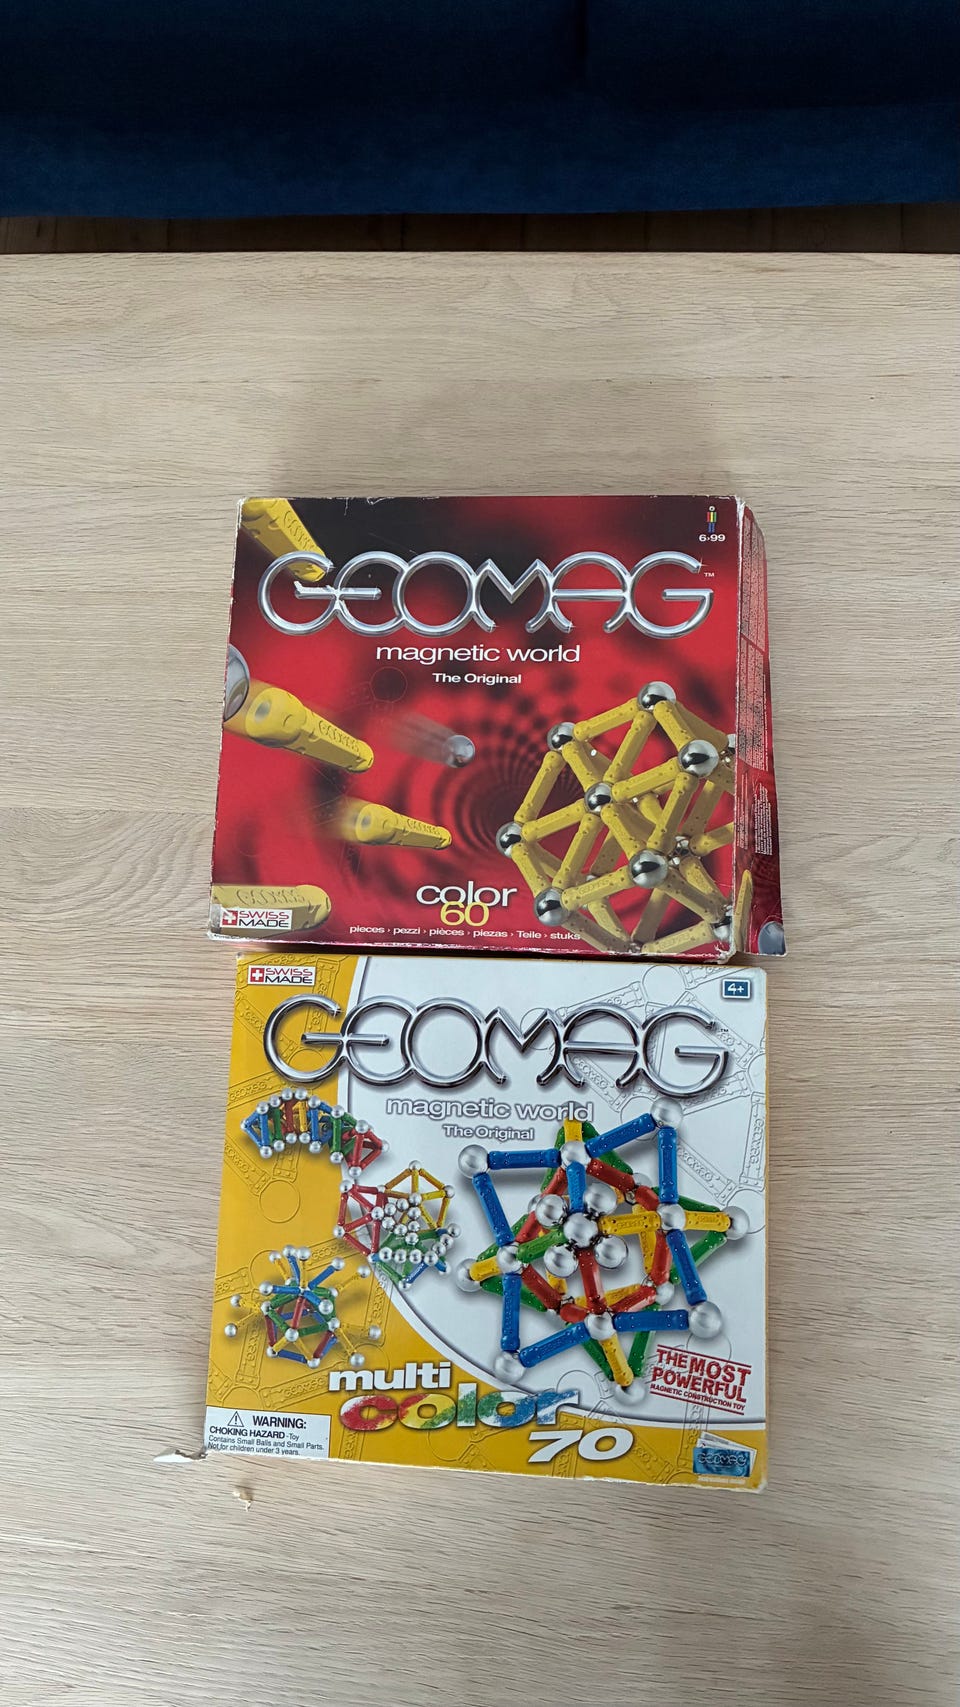 6›99
GEOMAG™
magnetic world
The Original
color
60
SWISS
MADE
pieces › pezzi › pièces › piezas › Teile › stuks
SWISS
MADE
4+
GEOMAG™
magnetic world
The Original
THE MOST
POWERFUL
MAGNETIC CONSTRUCTION TOY
multi
color
70
WARNING:
CHOKING HAZARD -Toy
Contains Small Balls and Small Parts.
Not for children under 3 years.
GEOMAG